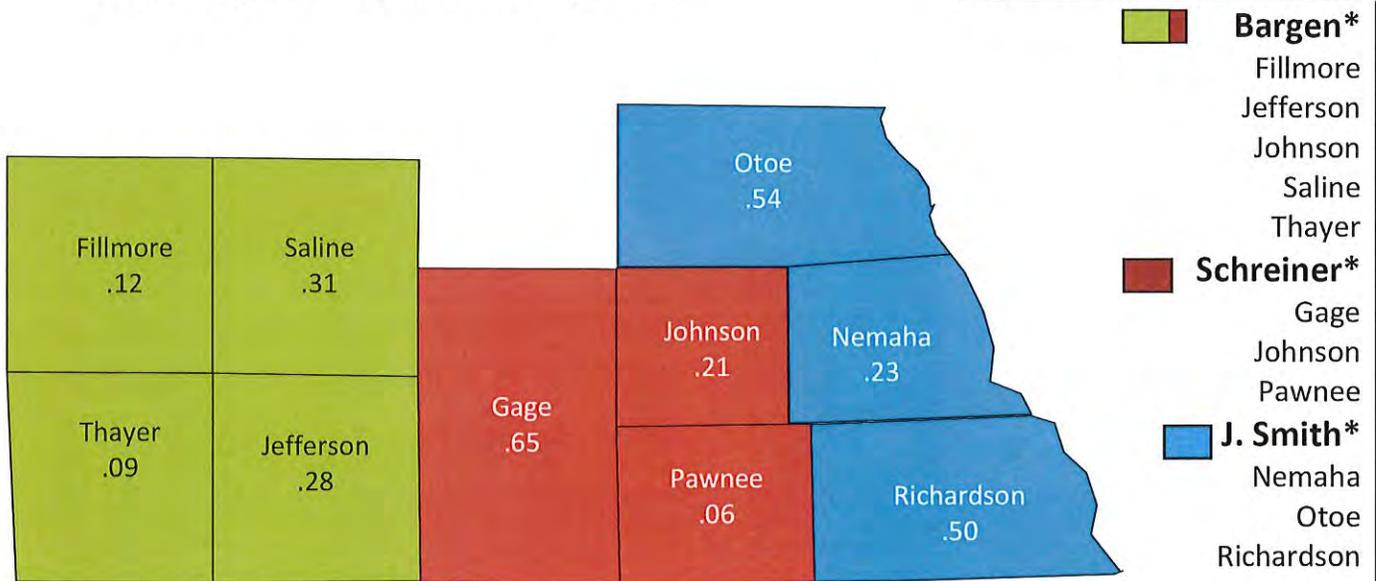 Otoe
.54
Fillmore
.12
Saline
.31
Johnson
.21
Nemaha
.23
Gage
.65
Thayer
.09
Jefferson
.28
Pawnee
.06
Richardson
.50
Bargen*
Fillmore
Jefferson
Johnson
Saline
Thayer
Schreiner*
Gage
Johnson
Pawnee
J. Smith*
Nemaha
Otoe
Richardson